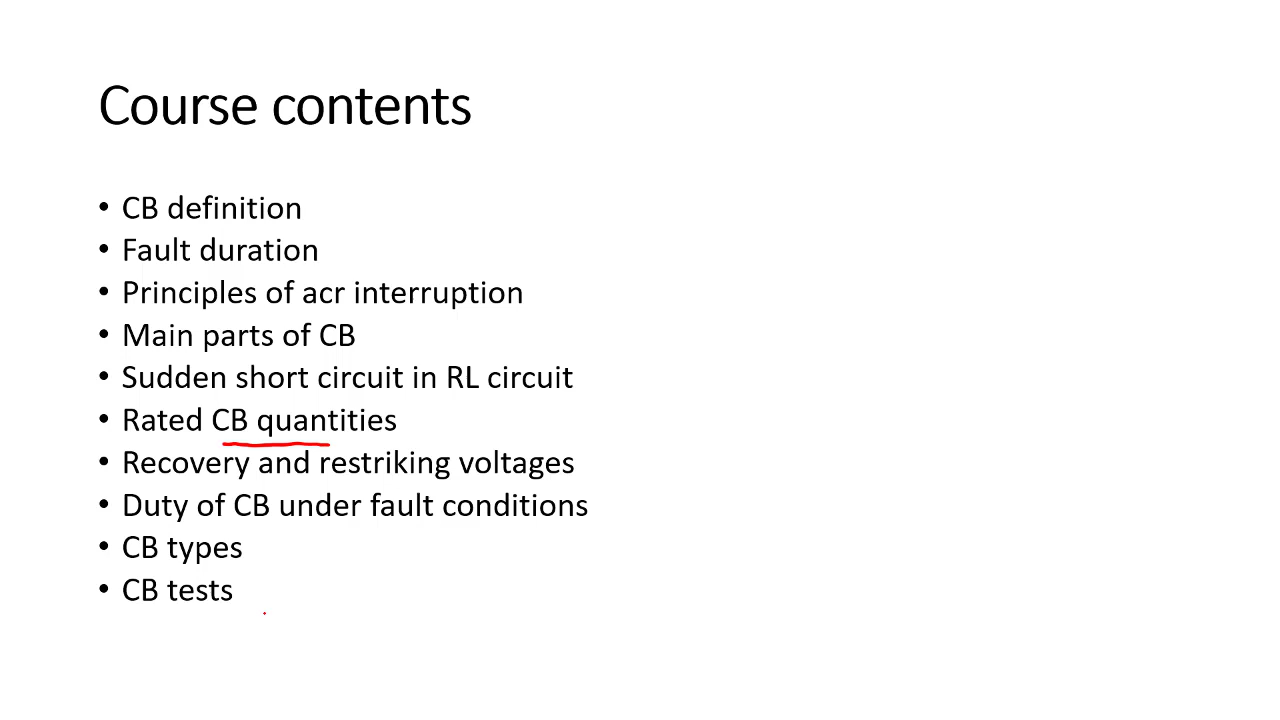 Course contents
• CB definition
• Fault duration
• Principles of acr interruption
• Main parts of CB
• Sudden short circuit in RL circuit
• Rated CB quantities
• Recovery and restriking voltages
• Duty of CB under fault conditions
• CB types
• CB tests